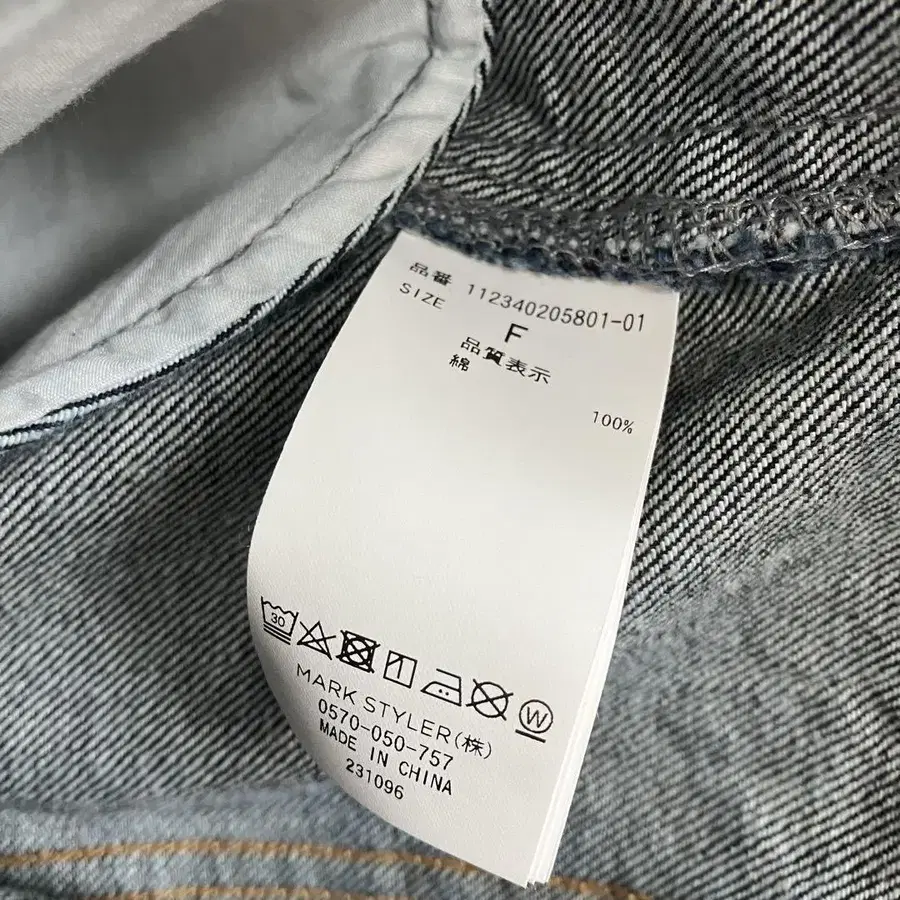 品番 112340205801-01
SIZE F
品質表示
綿 100%
30
W
MARK STYLER(株)
0570-050-757
MADE IN CHINA
231096